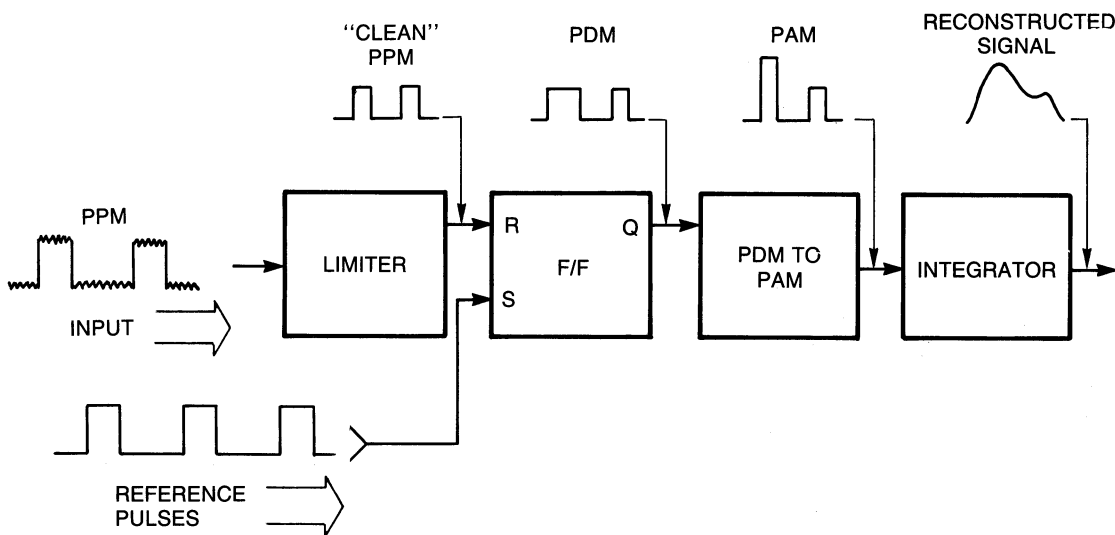 "CLEAN"
PPM
PDM
PAM
RECONSTRUCTED
SIGNAL
PPM
INPUT
LIMITER
R
S
F/F
Q
PDM TO
PAM
INTEGRATOR
REFERENCE
PULSES